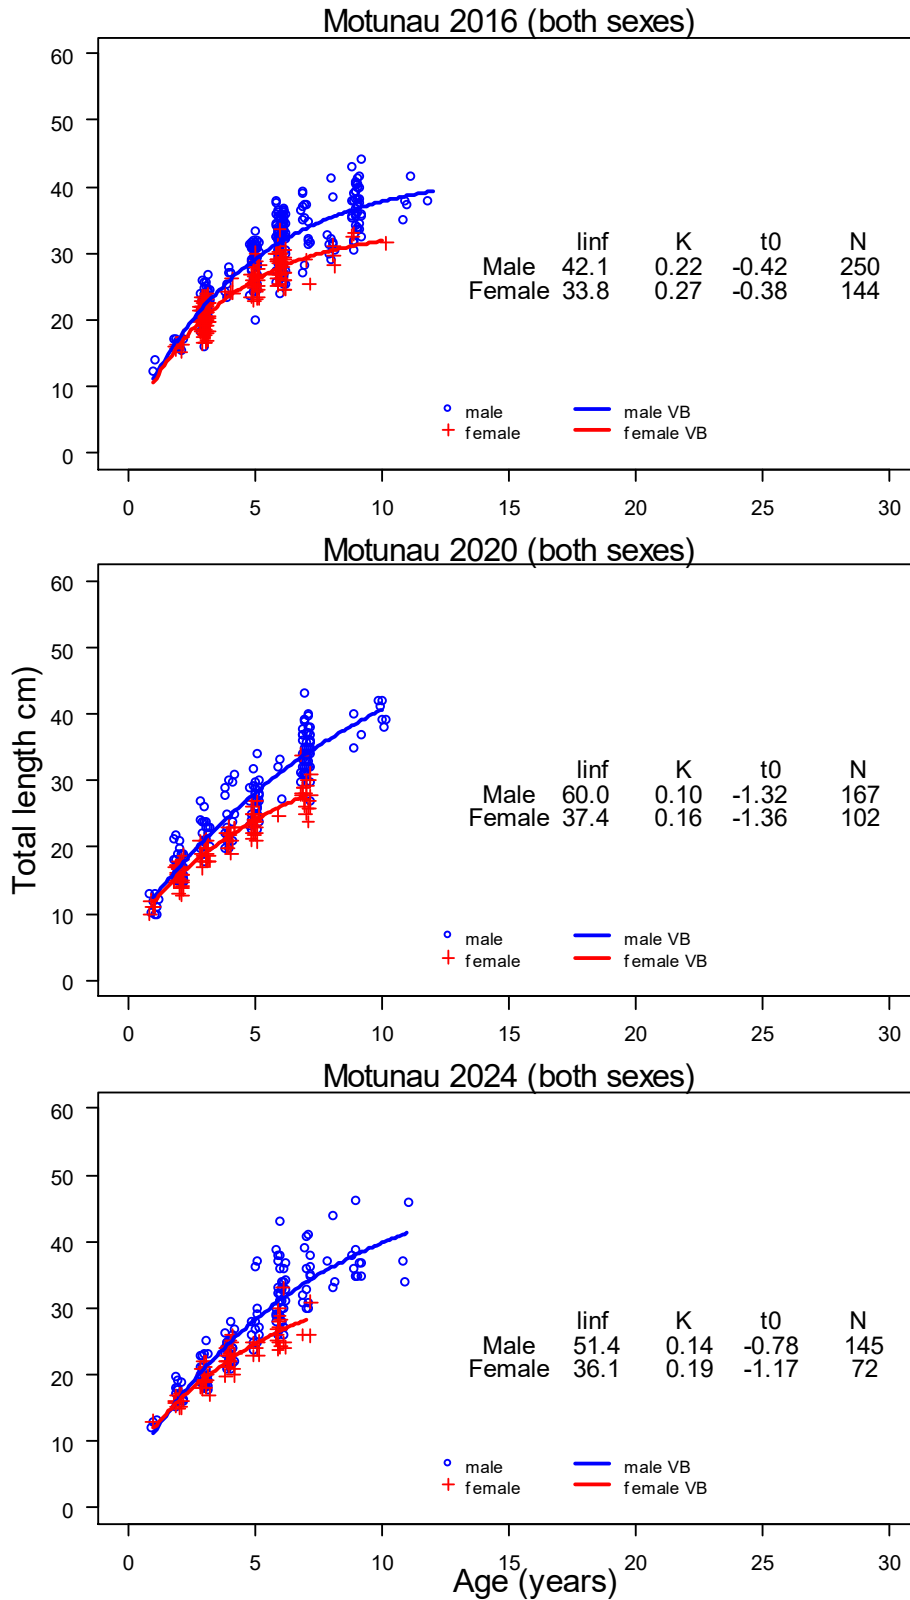 Motunau 2016 (both sexes)
60
50
40
30
20
10
0
linf K t0 N
Male 42.1 0.22 -0.42 250
Female 33.8 0.27 -0.38 144
male male VB
female female VB
0 5 10 15 20 25 30
Motunau 2020 (both sexes)
Total length cm)
60
50
40
30
20
10
0
linf K t0 N
Male 60.0 0.10 -1.32 167
Female 37.4 0.16 -1.36 102
male male VB
female female VB
0 5 10 15 20 25 30
Motunau 2024 (both sexes)
60
50
40
30
20
10
0
linf K t0 N
Male 51.4 0.14 -0.78 145
Female 36.1 0.19 -1.17 72
male male VB
female female VB
0 5 10 15 20 25 30
Age (years)